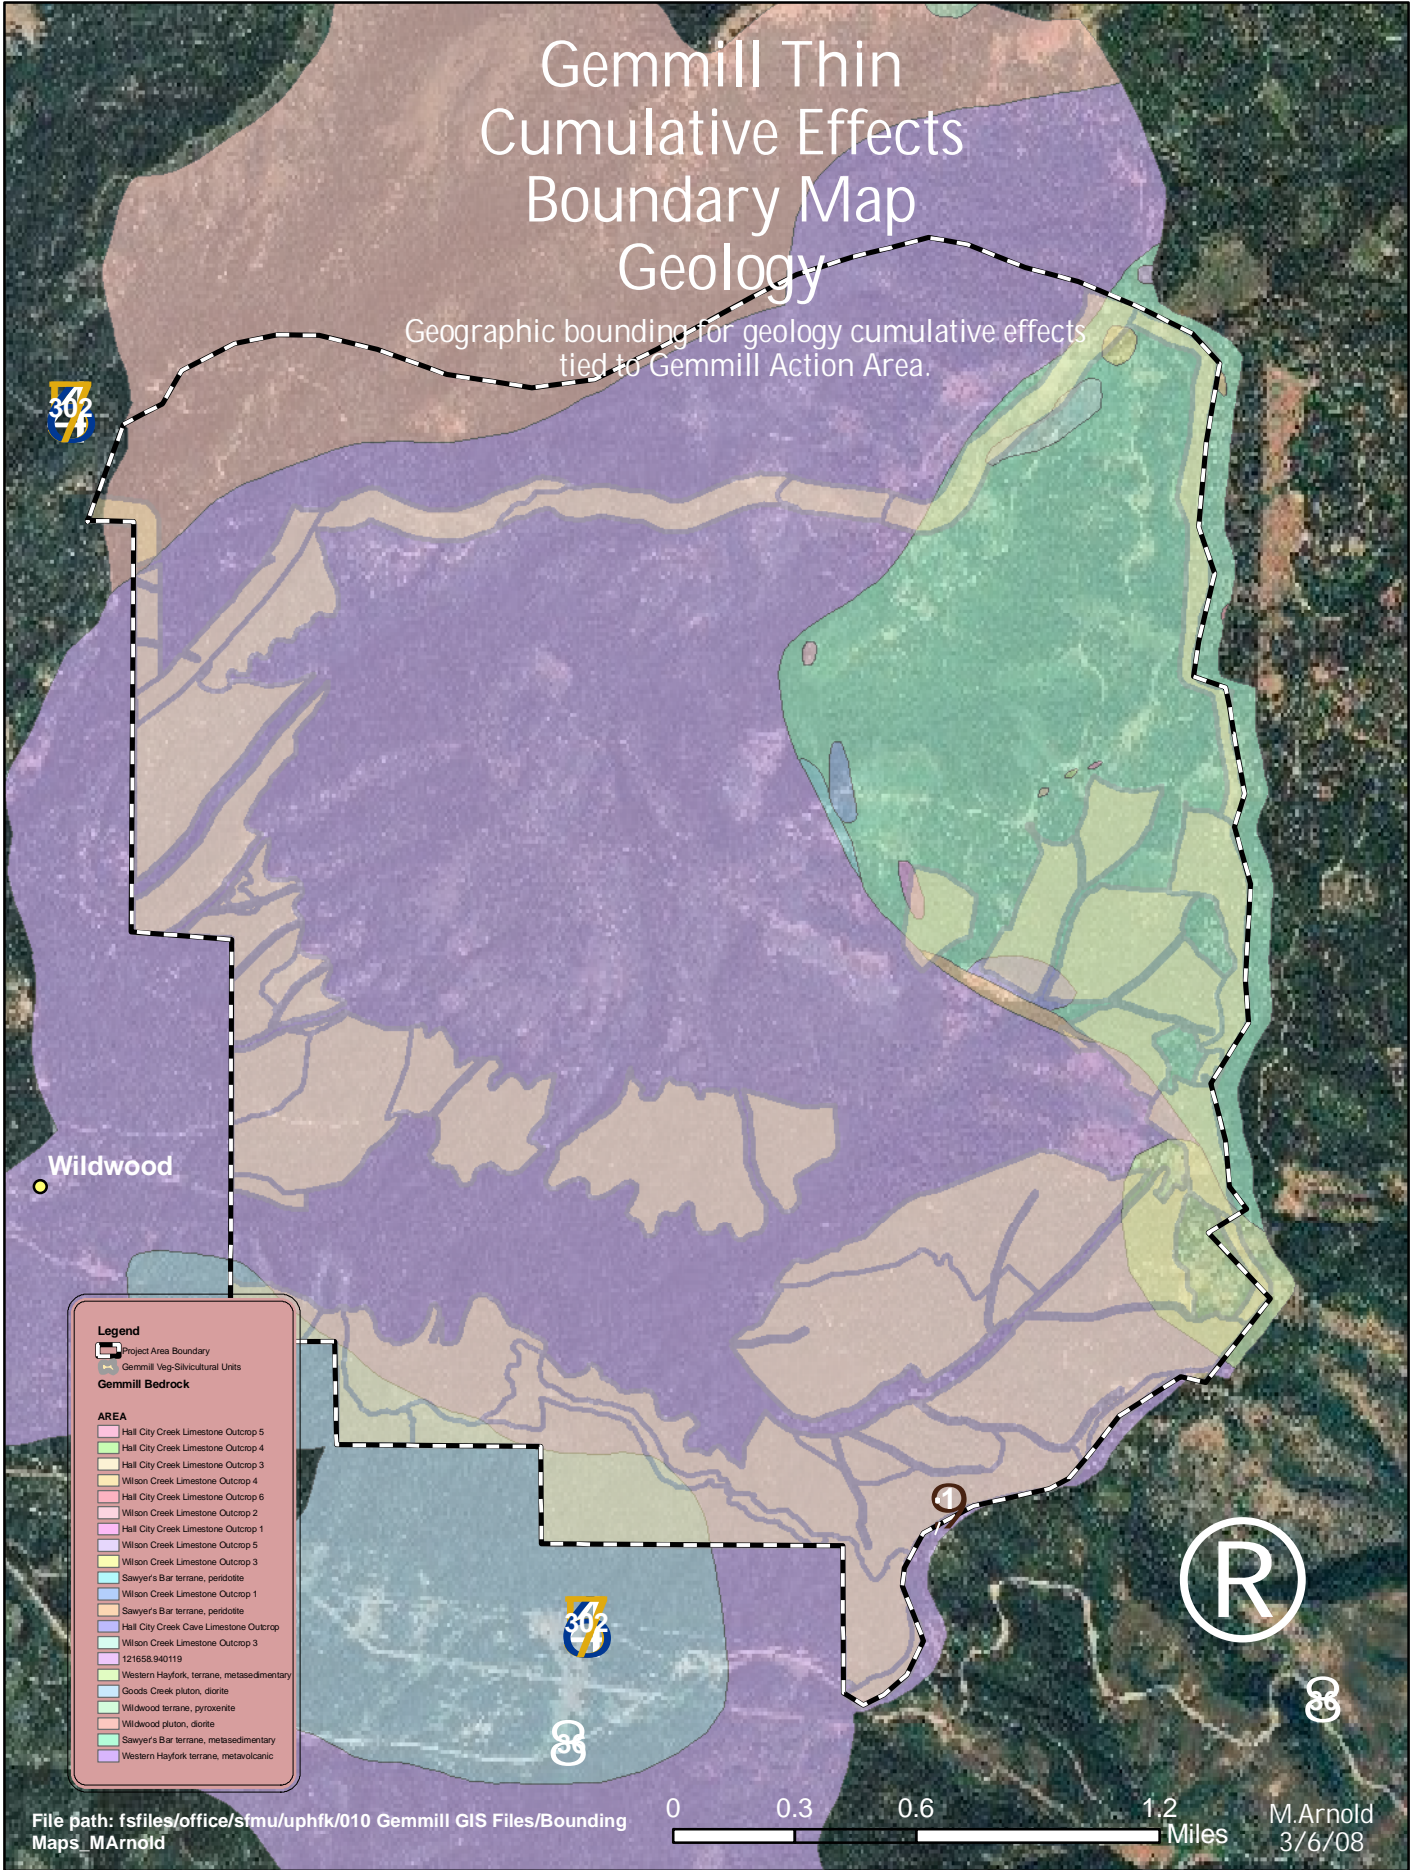 Gemmill Thin
Cumulative Effects
Boundary Map
Geology
Geographic bounding for geology cumulative effects
tied to Gemmill Action Area.
302
Wildwood
Legend
Project Area Boundary
Gemmill Veg-Silvicultural Units
Gemmill Bedrock
AREA
Hall City Creek Limestone Outcrop 5
Hall City Creek Limestone Outcrop 4
Hall City Creek Limestone Outcrop 3
Wilson Creek Limestone Outcrop 4
Hall City Creek Limestone Outcrop 6
Wilson Creek Limestone Outcrop 2
Hall City Creek Limestone Outcrop 1
Wilson Creek Limestone Outcrop 5
Wilson Creek Limestone Outcrop 3
Sawyer's Bar terrane, peridotite
Wilson Creek Limestone Outcrop 1
Sawyer's Bar terrane, peridotite
Hall City Creek Cave Limestone Outcrop
Wilson Creek Limestone Outcrop 3
121658.940119
Western Hayfork, terrane, metasedimentary
Goods Creek pluton, diorite
Wildwood terrane, pyroxenite
Wildwood pluton, diorite
Sawyer's Bar terrane, metasedimentary
Western Hayfork terrane, metavolcanic
302
36
®
36
0 0.3 0.6 1.2
Miles
File path: fsfiles/office/sfmu/uphfk/010 Gemmill GIS Files/Bounding
Maps_MArnold
M.Arnold
3/6/08